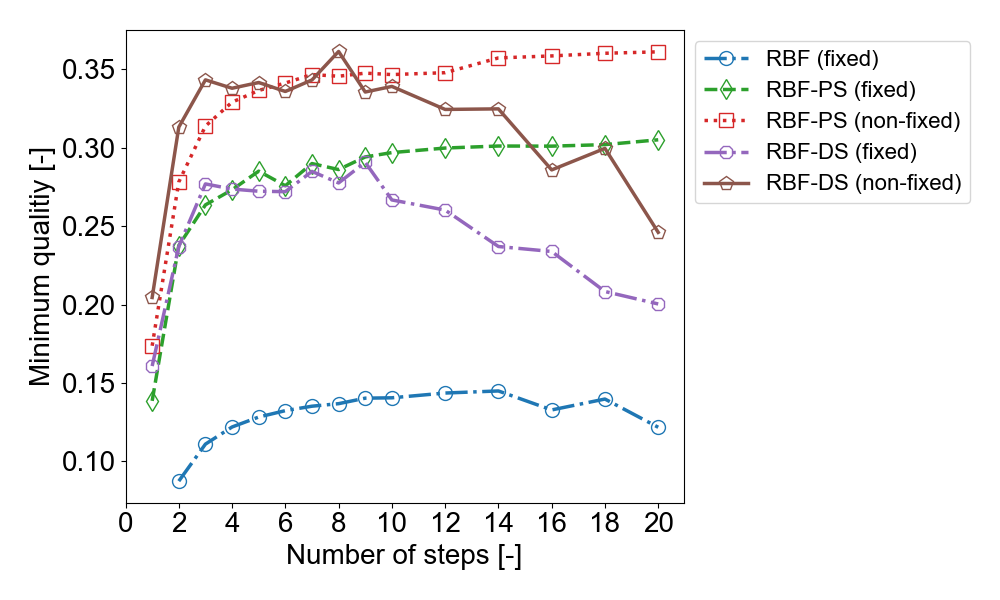 0.35
0.30
0.25
0.20
0.15
0.10
Minimum qualitiy [-]
0 2 4 6 8 10 12 14 16 18 20
Number of steps [-]
RBF (fixed)
RBF-PS (fixed)
RBF-PS (non-fixed)
RBF-DS (fixed)
RBF-DS (non-fixed)